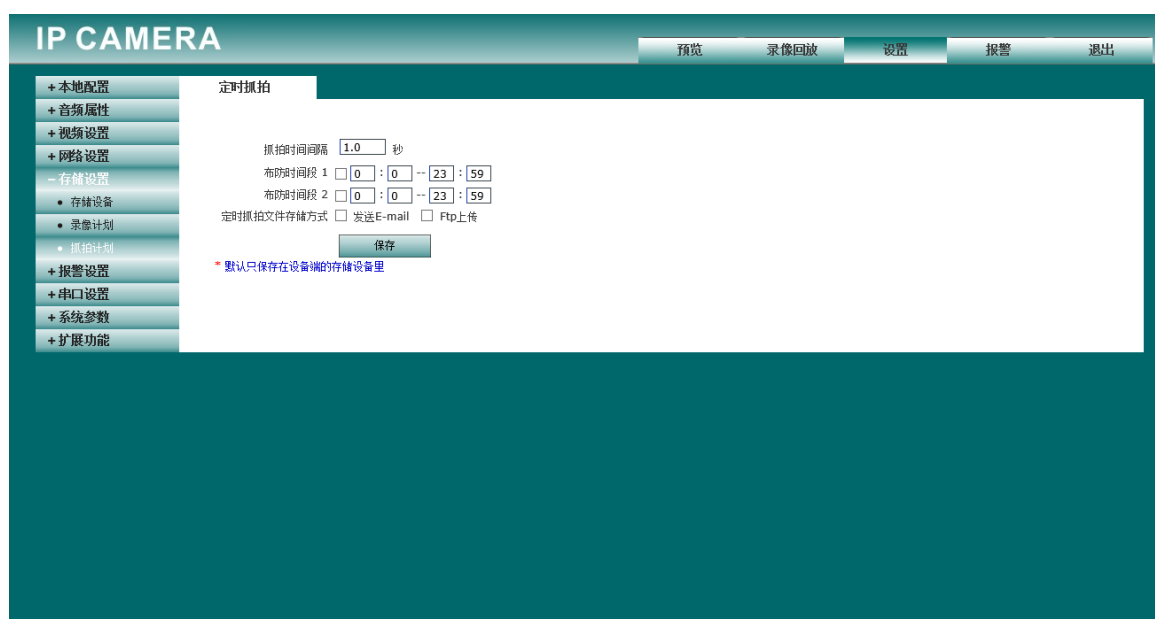 IP CAMERA
预览 录像回放 设置 报警 退出
+本地配置
+音频属性
+视频设置
+网络设置
-存储设置
• 存储设备
• 录像计划
• 抓拍计划
+报警设置
+串口设置
+系统参数
+扩展功能
定时抓拍
抓拍时间间隔 1.0 秒
布防时间段 1 0 : 0 -- 23 : 59
布防时间段 2 0 : 0 -- 23 : 59
定时抓拍文件存储方式 发送E-mail Ftp上传
保存
* 默认只保存在设备端的存储设备里